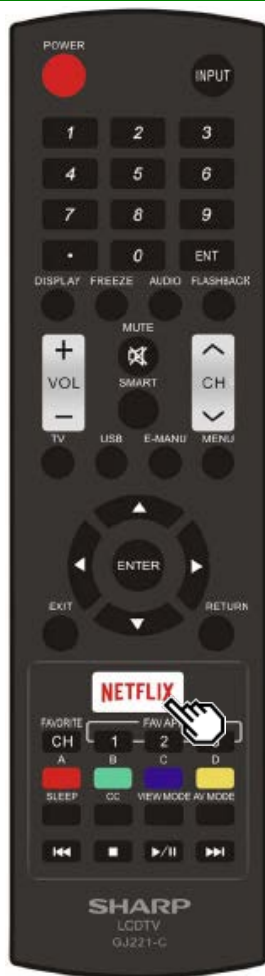 POWER
INPUT
1 2 3
4 5 6
7 8 9
• 0 ENT
DISPLAY FREEZE AUDIO FLASHBACK
MUTE
+
VOL SMART CH
−
TV USB E-MANU MENU
ENTER
EXIT RETURN
NETFLIX
FAVORITE FAV
CH 1 2
A B C D
SLEEP CC VIEW MODE AV MODE
SHARP
LCDTV
GJ221-C